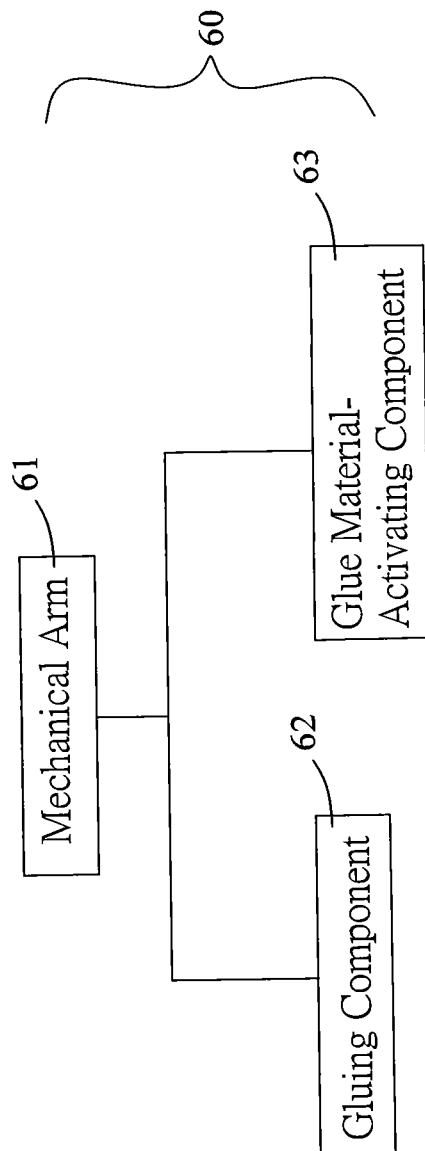 60
61
Mechanical Arm
63
Glue Material-
Activating Component
62
Gluing Component